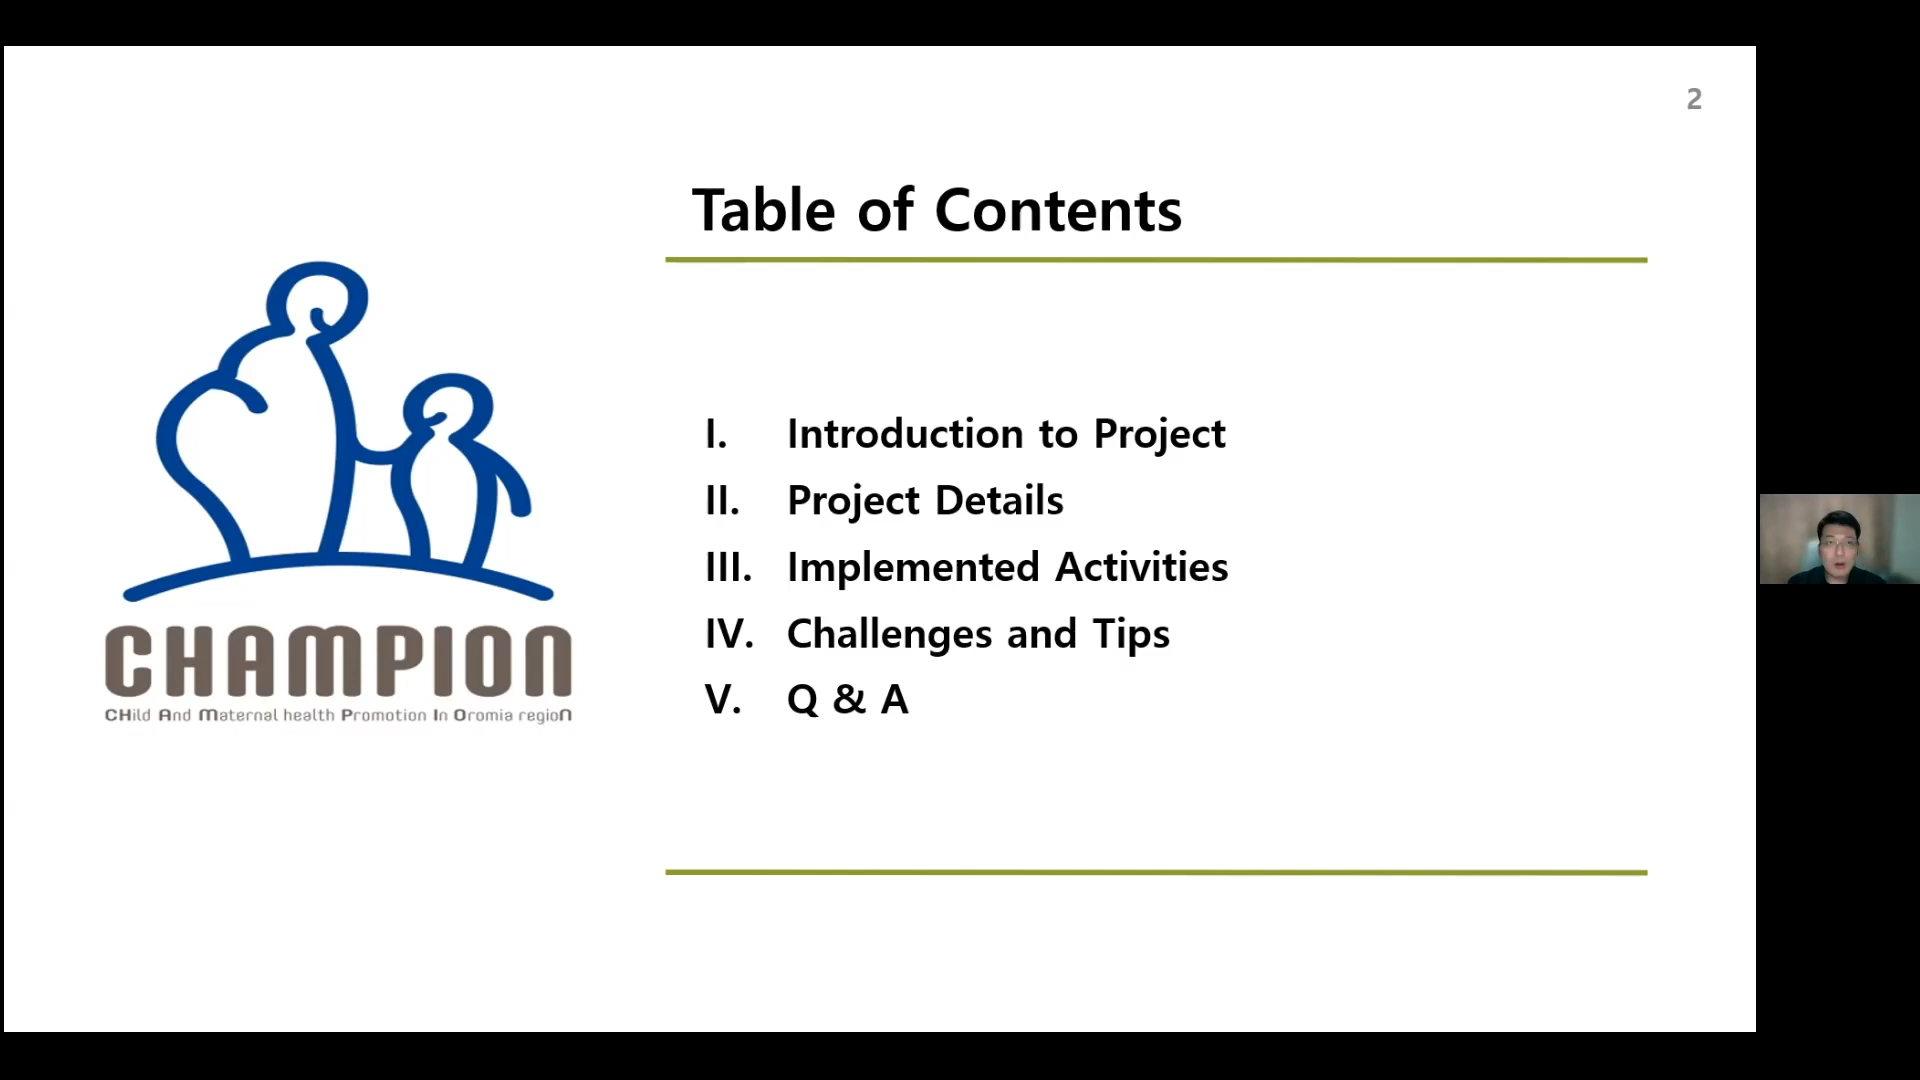 2
Table of Contents
I. Introduction to Project
II. Project Details
III. Implemented Activities
IV. Challenges and Tips
V. Q & A
CHAMPION
CHild And Maternal health Promotion In Oromia regioN